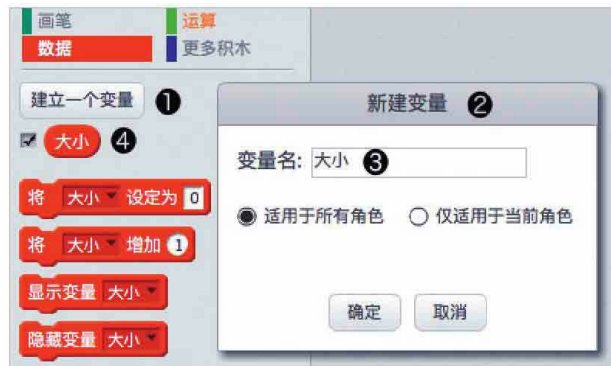 画笔 运算
数据 更多积木
建立一个变量 ❶
大小 ❹
将 大小 设定为 0
将 大小 增加 1
显示变量 大小
隐藏变量 大小
新建变量 ❷
变量名: 大小 ❸
适用于所有角色 仅适用于当前角色
确定 取消